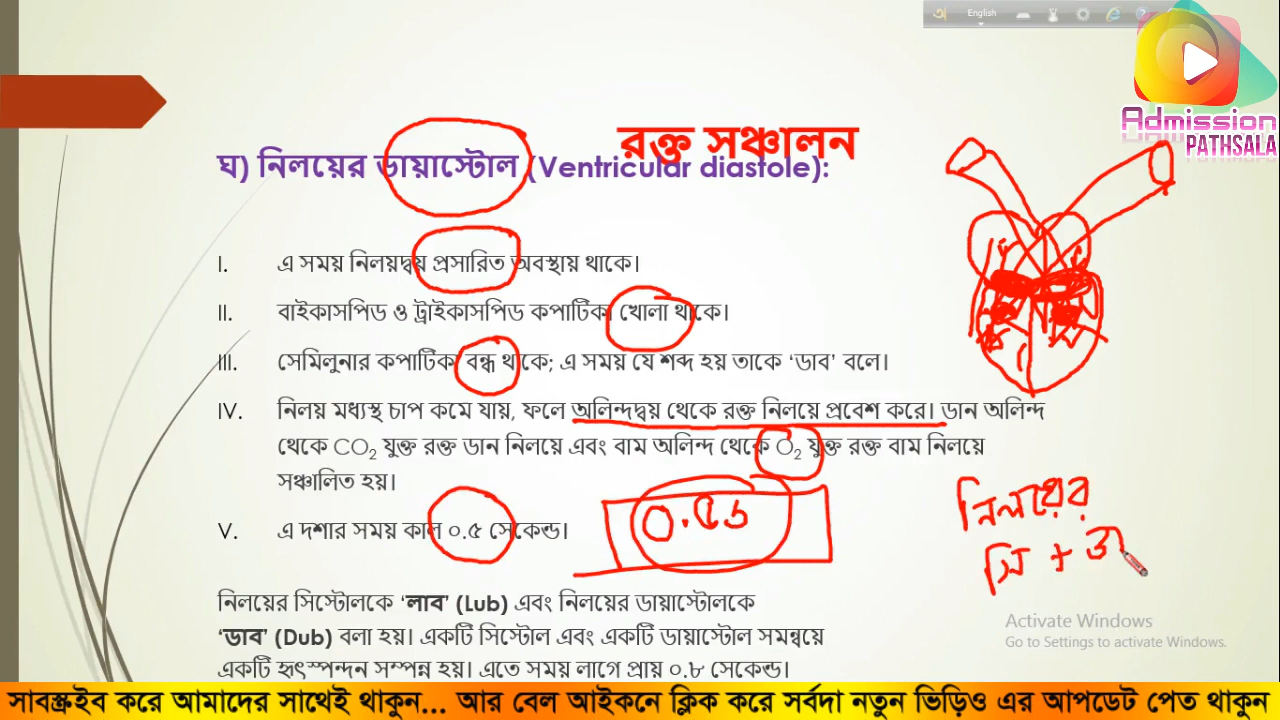 English
Admission
PATHSALA
রক্ত সঞ্চালন
ঘ) নিলয়ের ডায়াস্টোল (Ventricular diastole):
I. এ সময় নিলয়দ্বয় প্রসারিত অবস্থায় থাকে।
II. বাইকাসপিড ও ট্রাইকাসপিড কপাটিকা খোলা থাকে।
III. সেমিলুনার কপাটিকা বন্ধ থাকে; এ সময় যে শব্দ হয় তাকে ‘ডাব’ বলে।
IV. নিলয় মধ্যস্থ চাপ কমে যায়, ফলে অলিন্দদ্বয় থেকে রক্ত নিলয়ে প্রবেশ করে। ডান অলিন্দ
থেকে CO₂ যুক্ত রক্ত ডান নিলয়ে এবং বাম অলিন্দ থেকে O₂ যুক্ত রক্ত বাম নিলয়ে
সঞ্চালিত হয়।
V. এ দশার সময় কাল ০.৫ সেকেন্ড।
নিলয়ের
সি + ডা
নিলয়ের সিস্টোলকে ‘লাব’ (Lub) এবং নিলয়ের ডায়াস্টোলকে
‘ডাব’ (Dub) বলা হয়। একটি সিস্টোল এবং একটি ডায়াস্টোল সমন্বয়ে
একটি হৃৎস্পন্দন সম্পন্ন হয়। এতে সময় লাগে প্রায় ০.৮ সেকেন্ড।
Activate Windows
Go to Settings to activate Windows.
সাবস্ক্রইব করে আমাদের সাথেই থাকুন... আর বেল আইকনে ক্লিক করে সর্বদা নতুন ভিড়িও এর আপডেট পেত থাকুন